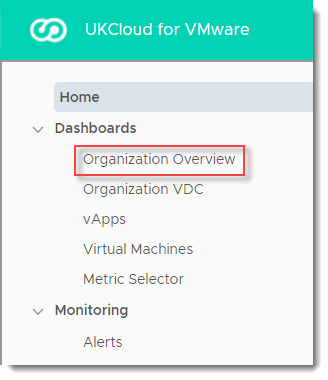 UKCloud for VMware
Home
Dashboards
Organization Overview
Organization VDC
vApps
Virtual Machines
Metric Selector
Monitoring
Alerts